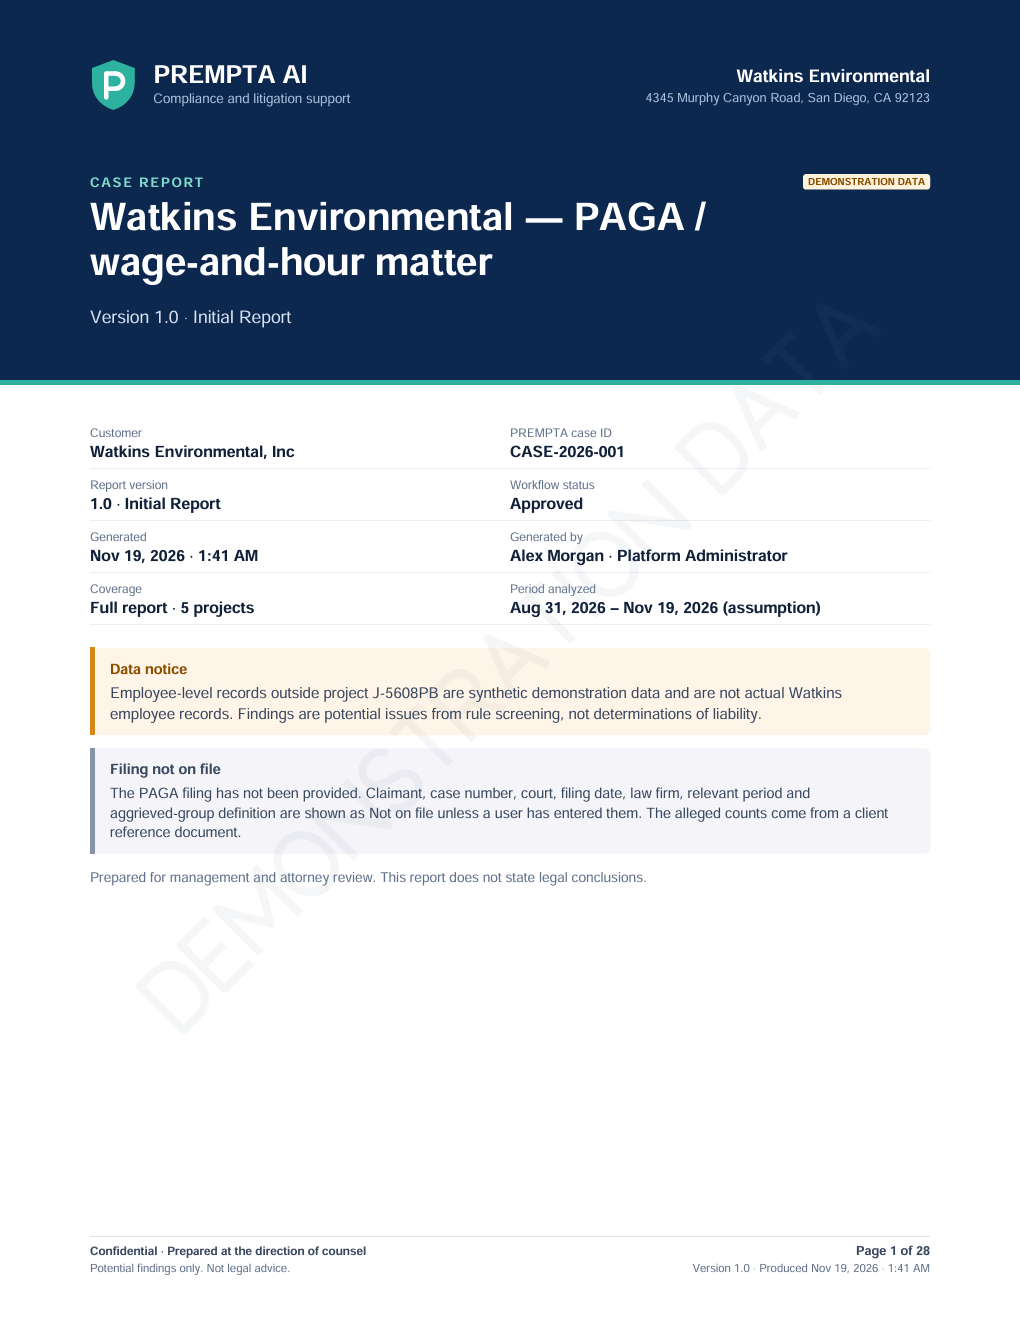 PREMPTA AI
Compliance and litigation support
Watkins Environmental
4345 Murphy Canyon Road, San Diego, CA 92123
CASE REPORT
DEMONSTRATION DATA
Watkins Environmental — PAGA /
wage-and-hour matter
Version 1.0 · Initial Report
Customer
Watkins Environmental, Inc
PREMPTA case ID
CASE-2026-001
Report version
1.0 · Initial Report
Workflow status
Approved
Generated
Nov 19, 2026 · 1:41 AM
Generated by
Alex Morgan · Platform Administrator
Coverage
Full report · 5 projects
Period analyzed
Aug 31, 2026 – Nov 19, 2026 (assumption)
Data notice
Employee-level records outside project J-5608PB are synthetic demonstration data and are not actual Watkins
employee records. Findings are potential issues from rule screening, not determinations of liability.
Filing not on file
The PAGA filing has not been provided. Claimant, case number, court, filing date, law firm, relevant period and
aggrieved-group definition are shown as Not on file unless a user has entered them. The alleged counts come from a client
reference document.
Prepared for management and attorney review. This report does not state legal conclusions.
DEMONSTRATION DATA
Confidential · Prepared at the direction of counsel
Potential findings only. Not legal advice.
Page 1 of 28
Version 1.0 · Produced Nov 19, 2026 · 1:41 AM